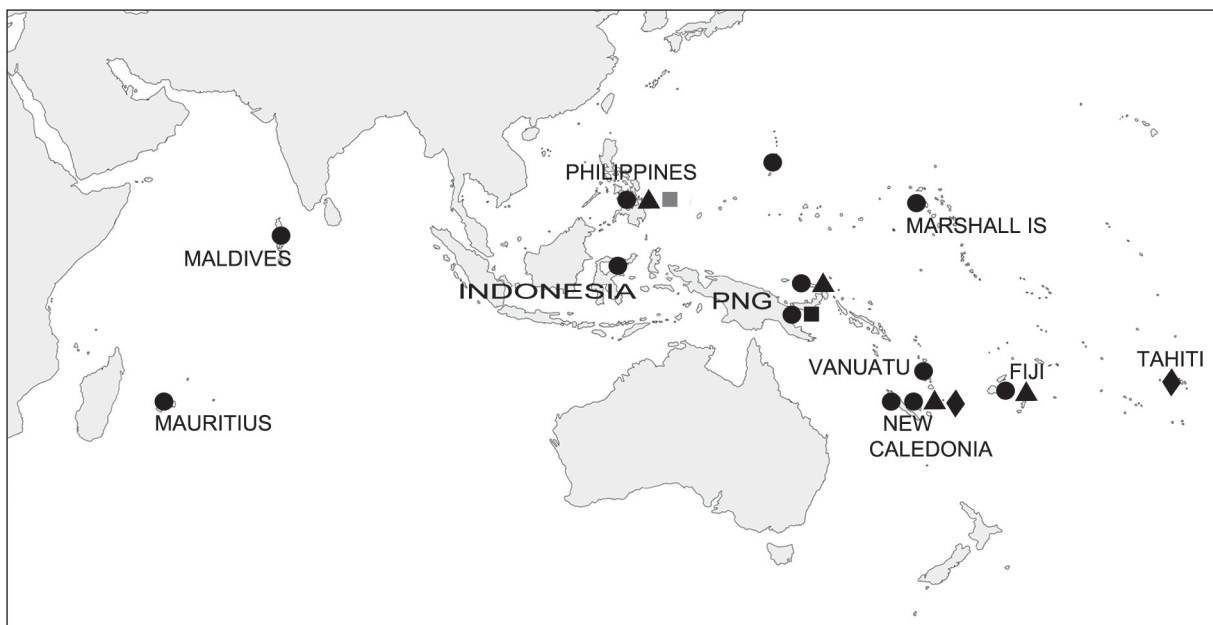 PHILIPPINES
MARSHALL IS
MALDIVES
INDONESIA
PNG
VANUATU
FIJI
TAHITI
MAURITIUS
NEW
CALEDONIA